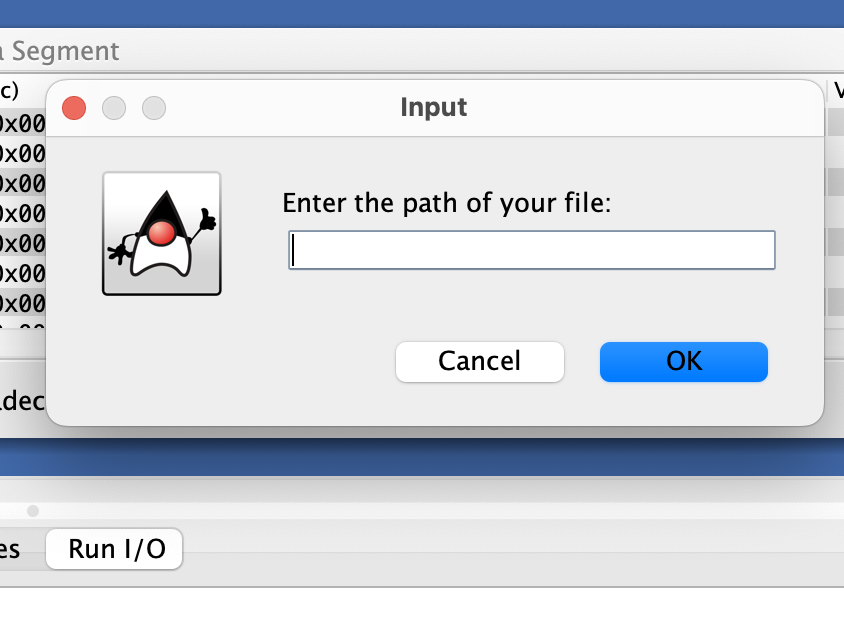 Segment
Input
c)
0x00
0x00
0x00
0x00
0x00
0x00
0x00
Enter the path of your file:
Cancel
OK
dec
es
Run I/O